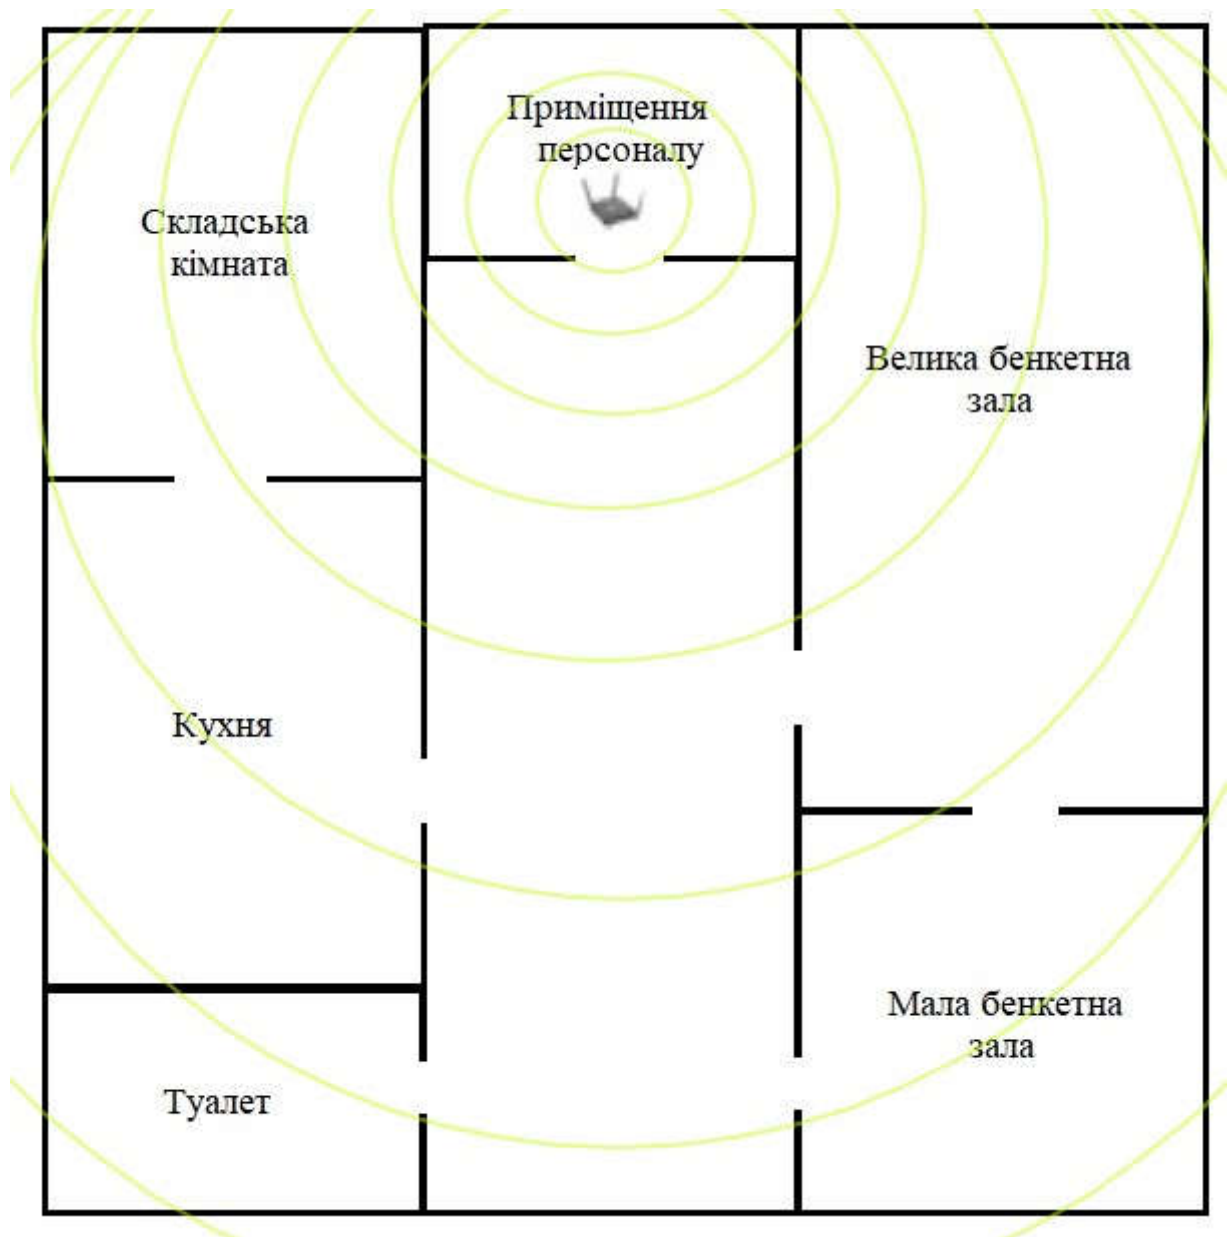 Приміщення
персоналу
Складська
кімната
Велика бенкетна
зала
Кухня
Мала бенкетна
зала
Туалет